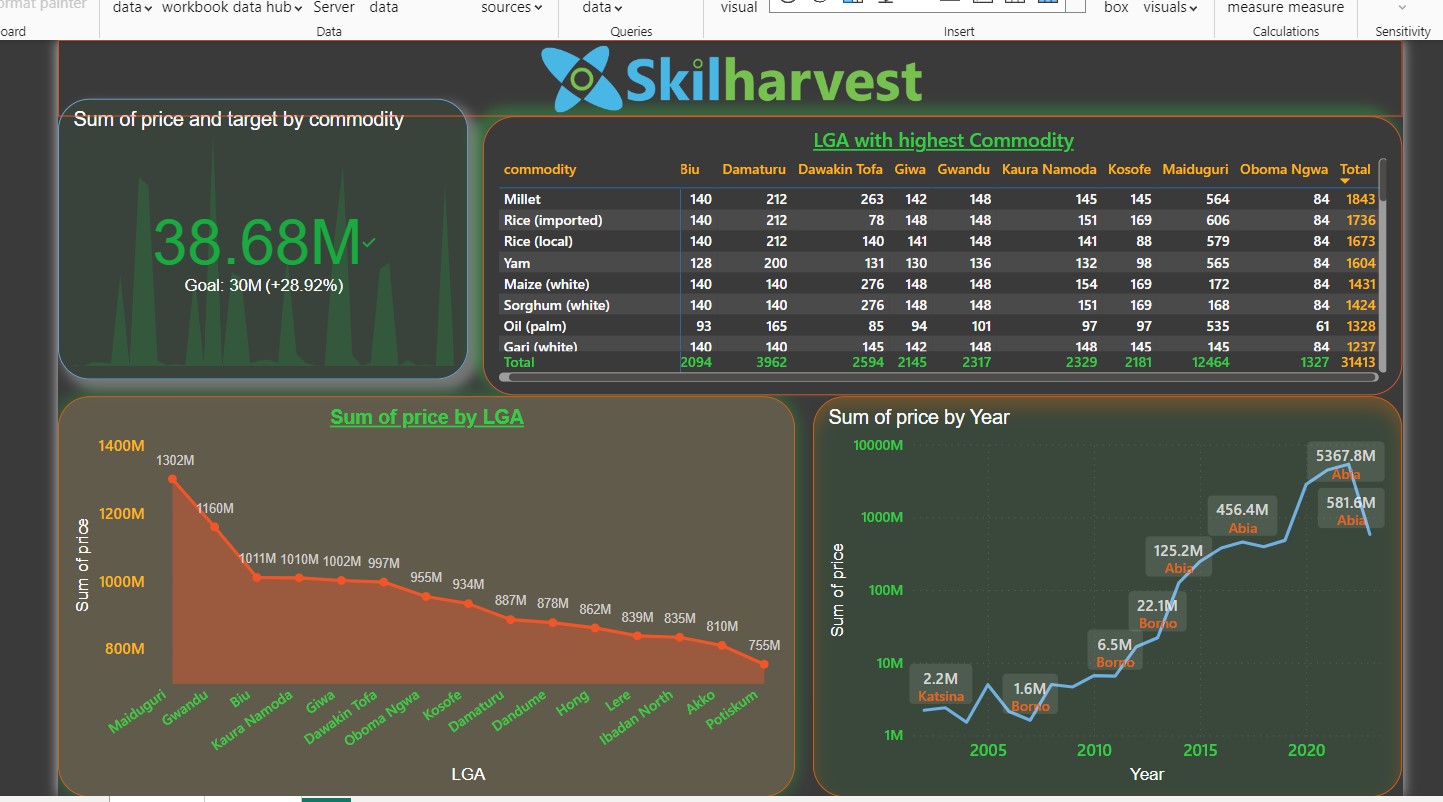 ormat painter
data workbook data hub Server data sources data visual box visuals measure measure
oard Data Queries Insert Calculations Sensitivity
Skilharvest
Sum of price and target by commodity
38.68M
Goal: 30M (+28.92%)
LGA with highest Commodity
commodity Biu Damaturu Dawakin Tofa Giwa Gwandu Kaura Namoda Kosofe Maiduguri Oboma Ngwa Total
Millet 140 212 263 142 148 145 145 564 84 1843
Rice (imported) 140 212 78 148 148 151 169 606 84 1736
Rice (local) 140 212 140 141 148 141 88 579 84 1673
Yam 128 200 131 130 136 132 98 565 84 1604
Maize (white) 140 140 276 148 148 154 169 172 84 1431
Sorghum (white) 140 140 276 148 148 151 169 168 84 1424
Oil (palm) 93 165 85 94 101 97 97 535 61 1328
Gari (white) 140 140 145 142 148 148 145 145 84 1237
Total 2094 3962 2594 2145 2317 2329 2181 12464 1327 31413
Sum of price by LGA
Sum of price
1400M
1200M
1000M
800M
1302M
1160M
1011M
1010M
1002M
997M
955M
934M
887M
878M
862M
839M
835M
810M
755M
Maiduguri
Gwandu
Biu
Kaura Namoda
Giwa
Dawakin Tofa
Oboma Ngwa
Kosofe
Damaturu
Dandume
Hong
Lere
Ibadan North
Akko
Potiskum
LGA
Sum of price by Year
Sum of price
10000M
1000M
100M
10M
1M
2.2M
Katsina
1.6M
Borno
6.5M
Borno
22.1M
Borno
125.2M
Abia
456.4M
Abia
5367.8M
Abia
581.6M
Abia
2005 2010 2015 2020
Year